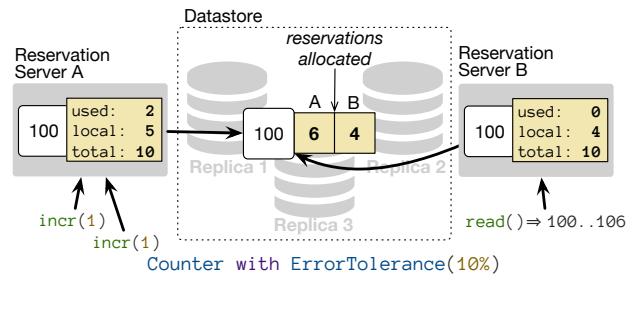 Datastore
reservations
allocated
Reservation
Server A
Reservation
Server B
100
used: 2
local: 5
total: 10
A B
100 6 4
100
used: 0
local: 4
total: 10
Replica 1
Replica 2
Replica 3
incr(1)
incr(1)
read()⇒100..106
Counter with ErrorTolerance(10%)